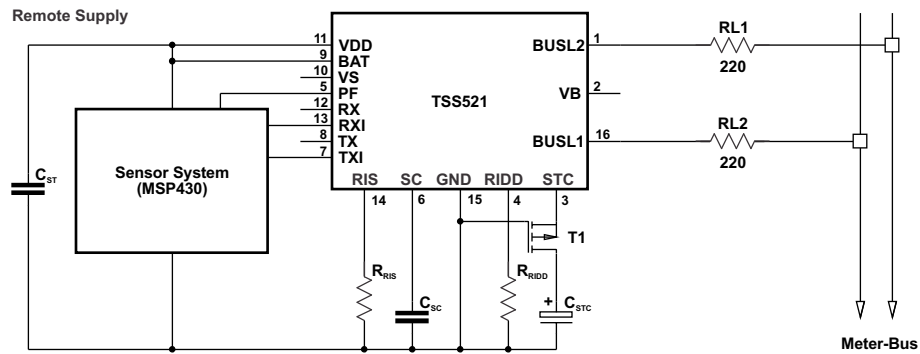 Remote Supply
11 VDD
9 BAT
10 VS
5 PF
12 RX
13 RXI
8 TX
7 TXI
TSS521
BUSL2 1
VB 2
BUSL1 16
RIS
SC
GND
RIDD
STC
14
6
15
4
3
RL1
220
RL2
220
Sensor System
(MSP430)
CST
T1
RRIS
CSC
RRIDD
+
CSTC
Meter-Bus